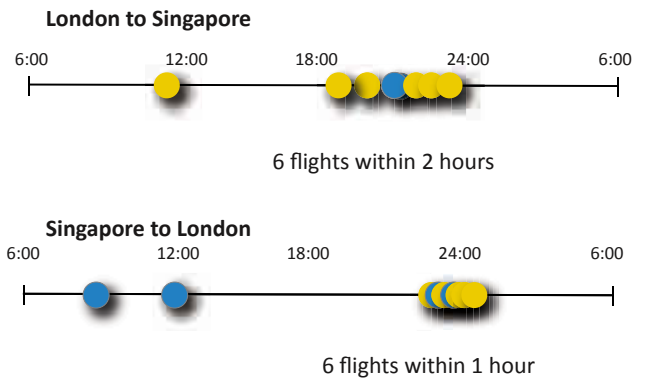 London to Singapore
6:00 12:00 18:00 24:00 6:00
6 flights within 2 hours
Singapore to London
6:00 12:00 18:00 24:00 6:00
6 flights within 1 hour